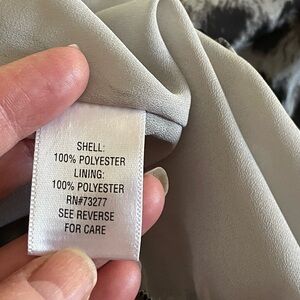 SHELL:
100% POLYESTER
LINING:
100% POLYESTER
RN#73277
SEE REVERSE
FOR CARE